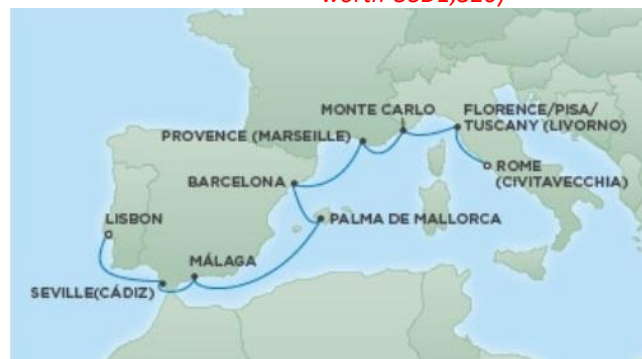 MONTE CARLO
FLORENCE/PISA/
TUSCANY (LIVORNO)
PROVENCE (MARSEILLE)
ROME
(CIVITAVECCHIA)
BARCELONA
LISBON
PALMA DE MALLORCA
MÁLAGA
SEVILLE(CÁDIZ)